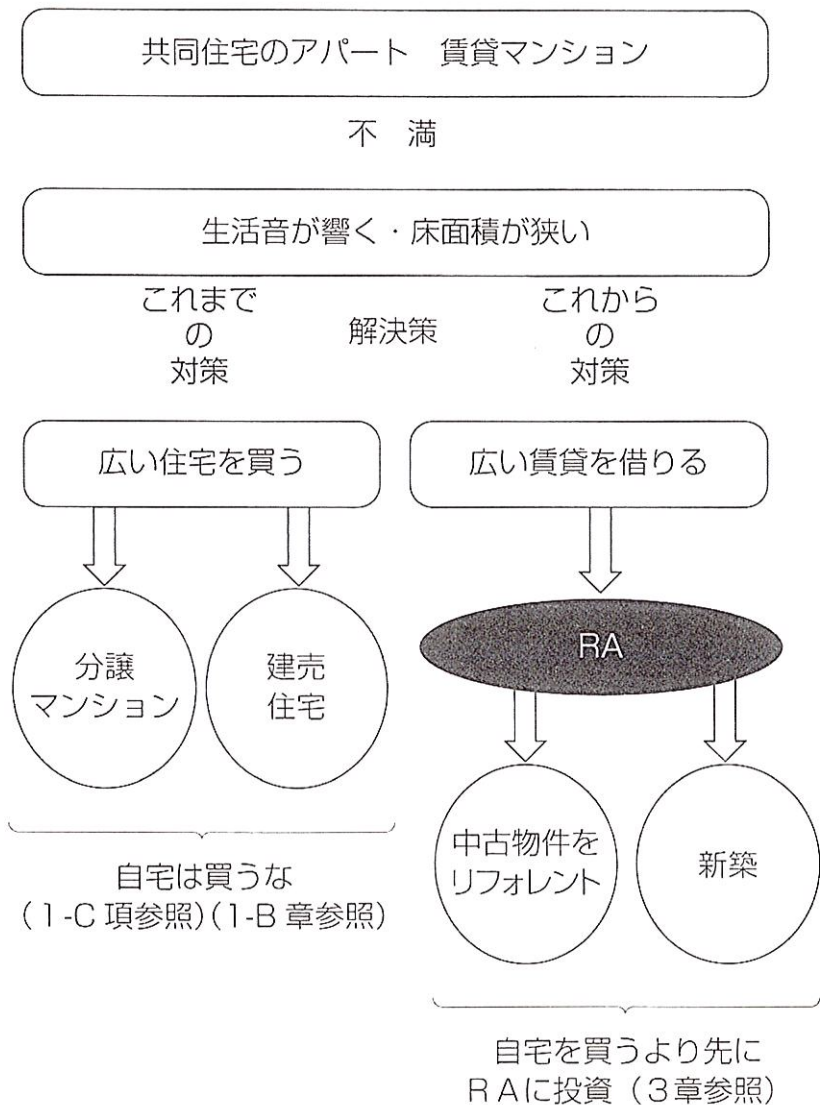 共同住宅のアパート　賃貸マンション
不　満
生活音が響く・床面積が狭い
これまで
の
対策
解決策
これから
の
対策
広い住宅を買う
広い賃貸を借りる
分譲
マンション
建売
住宅
RA
中古物件を
リフォレント
新築
自宅は買うな
（1-C 項参照）（1-B 章参照）
自宅を買うより先に
ＲＡに投資（３章参照）